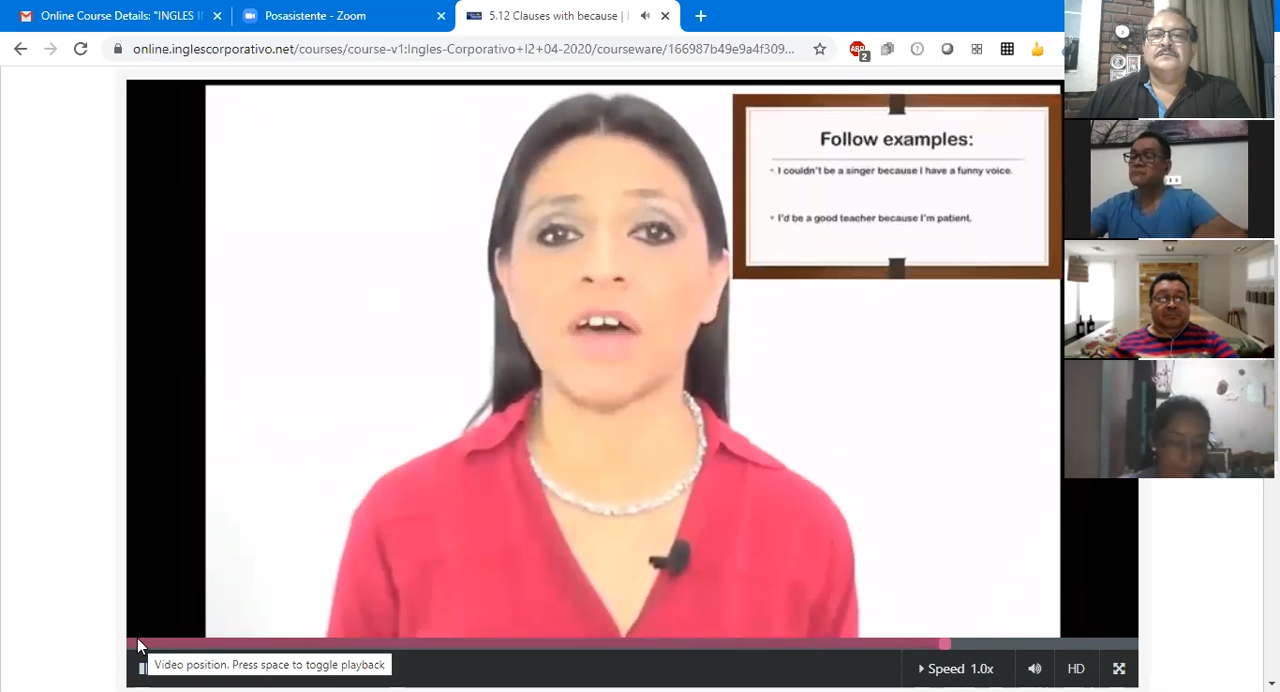 Online Course Details: "INGLES II
Posasistente - Zoom
5.12 Clauses with because |
online.inglescorporativo.net/courses/course-v1:Ingles-Corporativo+I2+04-2020/courseware/166987b49e9a4f309...
ABP
2
Follow examples:
I couldn't be a singer because I have a funny voice.
I'd be a good teacher because I'm patient.
Video position. Press space to toggle playback
Speed 1.0x
HD